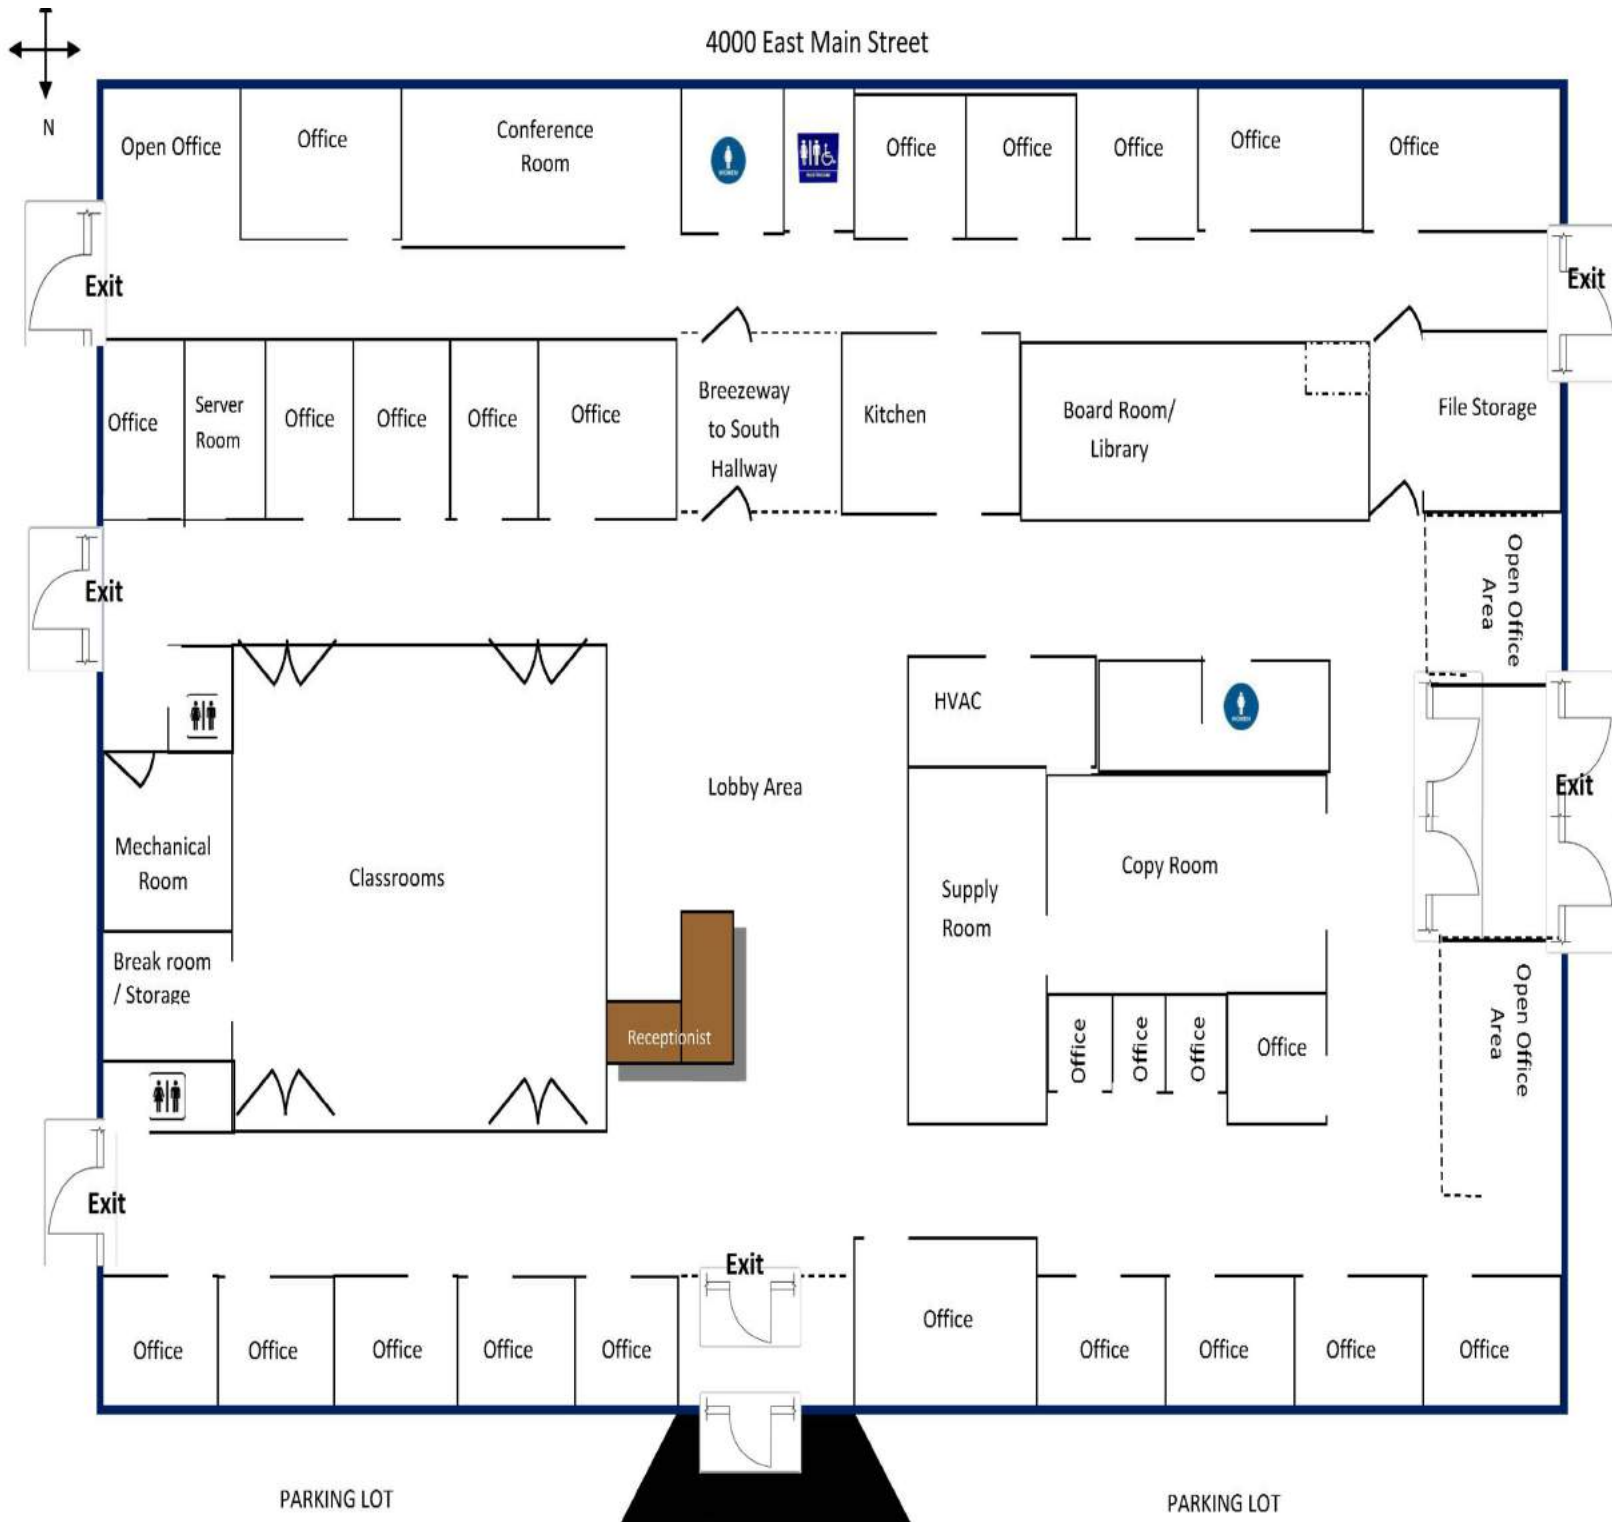 4000 East Main Street
N
Open Office
Office
Conference
Room
WOMEN
RESTROOM
Office
Office
Office
Office
Office
Exit
Exit
Office
Server
Room
Office
Office
Office
Office
Breezeway
to South
Hallway
Kitchen
Board Room/
Library
File Storage
Exit
Open Office
Area
HVAC
WOMEN
Lobby Area
Exit
Mechanical
Room
Classrooms
Supply
Room
Copy Room
Break room
/ Storage
Receptionist
Office
Office
Office
Office
Open Office
Area
Exit
Exit
Office
Office
Office
Office
Office
Office
Office
Office
Office
Office
PARKING LOT
PARKING LOT